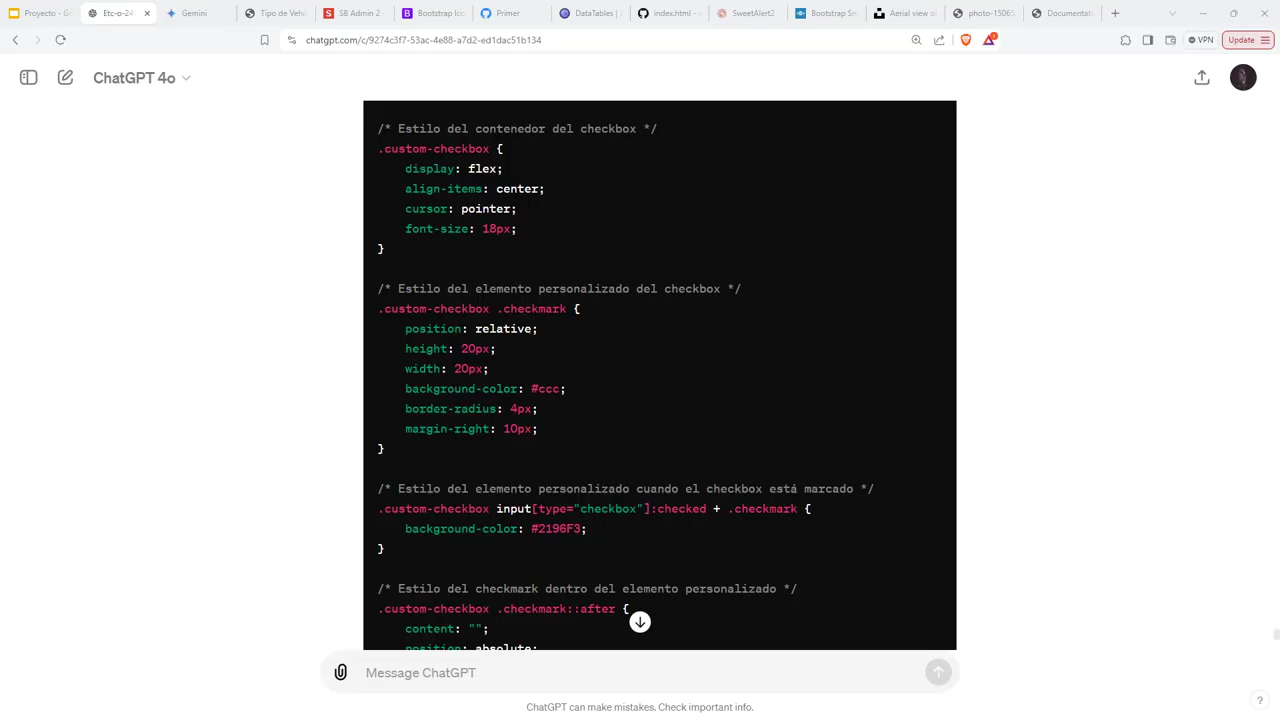 Proyecto - G
Etc-o-24
Gemini
Tipo de Vehí
SB Admin 2 -
Bootstrap Ico
Primer
DataTables |
index.html -
SweetAlert2
Bootstrap Sn
Aerial view o
photo-15065
Documentati
chatgpt.com/c/9274c3f7-53ac-4e88-a7d2-ed1dac51b134
VPN
Update
ChatGPT 4o
/* Estilo del contenedor del checkbox */
.custom-checkbox {
display: flex;
align-items: center;
cursor: pointer;
font-size: 18px;
}
/* Estilo del elemento personalizado del checkbox */
.custom-checkbox .checkmark {
position: relative;
height: 20px;
width: 20px;
background-color: #ccc;
border-radius: 4px;
margin-right: 10px;
}
/* Estilo del elemento personalizado cuando el checkbox está marcado */
.custom-checkbox input[type="checkbox"]:checked + .checkmark {
background-color: #2196F3;
}
/* Estilo del checkmark dentro del elemento personalizado */
.custom-checkbox .checkmark::after {
content: "";
position: absolute;
Message ChatGPT
ChatGPT can make mistakes. Check important info.
?